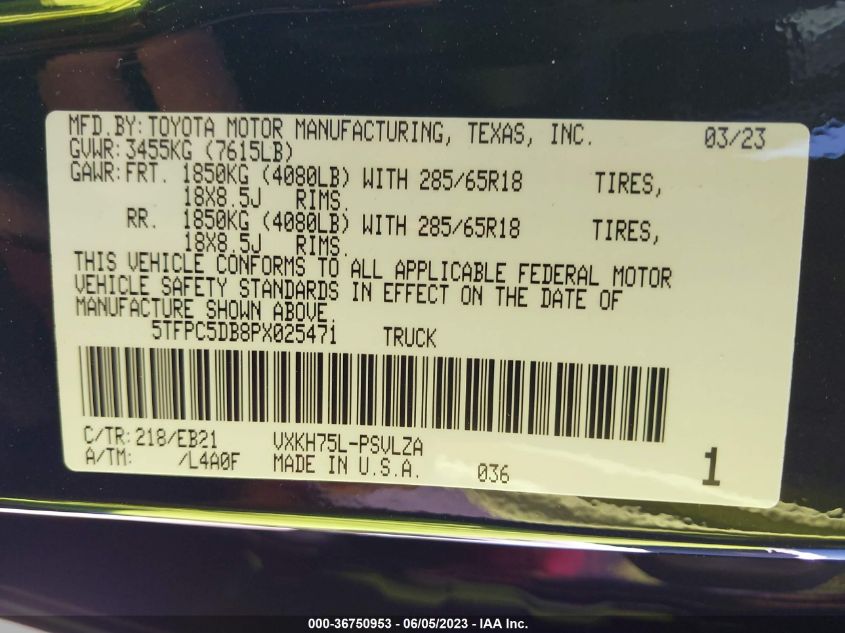 MFD.BY: TOYOTA MOTOR MANUFACTURING, TEXAS, INC. 03/23
GVWR: 3455KG (7615LB)
GAWR: FRT. 1850KG (4080LB) WITH 285/65R18 TIRES,
18X8.5J RIMS.
RR. 1850KG (4080LB) WITH 285/65R18 TIRES,
18X8.5J RIMS.
THIS VEHICLE CONFORMS TO ALL APPLICABLE FEDERAL MOTOR
VEHICLE SAFETY STANDARDS IN EFFECT ON THE DATE OF
MANUFACTURE SHOWN ABOVE.
5TFPC5DB8PX025471 TRUCK
C/TR: 218/EB21 VXKH75L-PSVLZA
A/TM: /L4A0F MADE IN U.S.A. 036 1
000-36750953 - 06/05/2023 - IAA Inc.